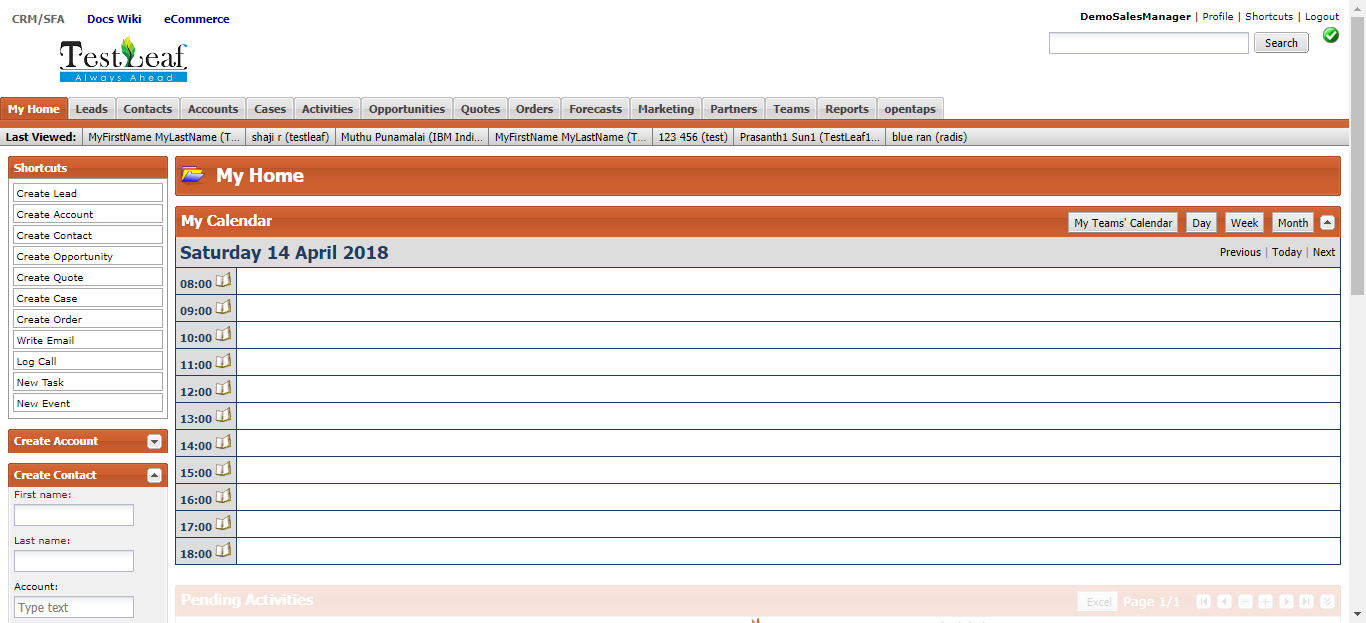 CRM/SFA Docs Wiki eCommerce
DemoSalesManager | Profile | Shortcuts | Logout
Search
TestLeaf
Always Ahead
My Home Leads Contacts Accounts Cases Activities Opportunities Quotes Orders Forecasts Marketing Partners Teams Reports opentaps
Last Viewed: MyFirstName MyLastName (T... shaji r (testleaf) Muthu Punamalai (IBM Indi... MyFirstName MyLastName (T... 123 456 (test) Prasanth1 Sun1 (TestLeaf1... blue ran (radis)
Shortcuts
Create Lead
Create Account
Create Contact
Create Opportunity
Create Quote
Create Case
Create Order
Write Email
Log Call
New Task
New Event
Create Account
Create Contact
First name:
Last name:
Account:
Type text
My Home
My Calendar
My Teams' Calendar Day Week Month
Saturday 14 April 2018
Previous | Today | Next
08:00
09:00
10:00
11:00
12:00
13:00
14:00
15:00
16:00
17:00
18:00
Pending Activities
Excel Page 1/1